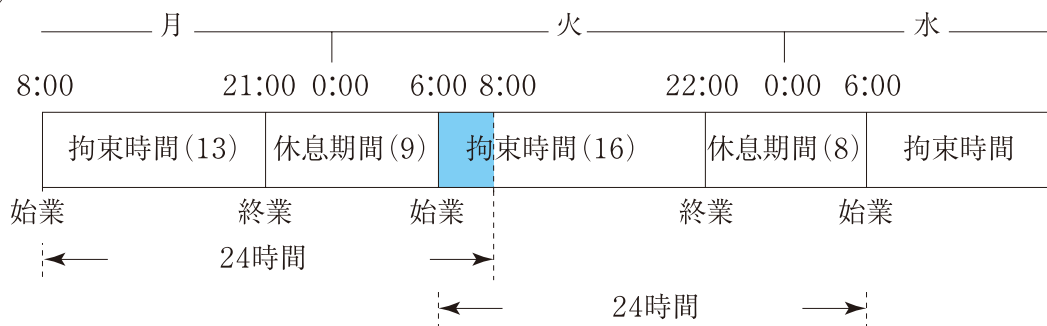 月 火 水
8:00 21:00 0:00 6:00 8:00 22:00 0:00 6:00
拘束時間(13) 休息期間(9) 拘束時間(16) 休息期間(8) 拘束時間
始業 終業 始業 終業 始業
24時間
24時間